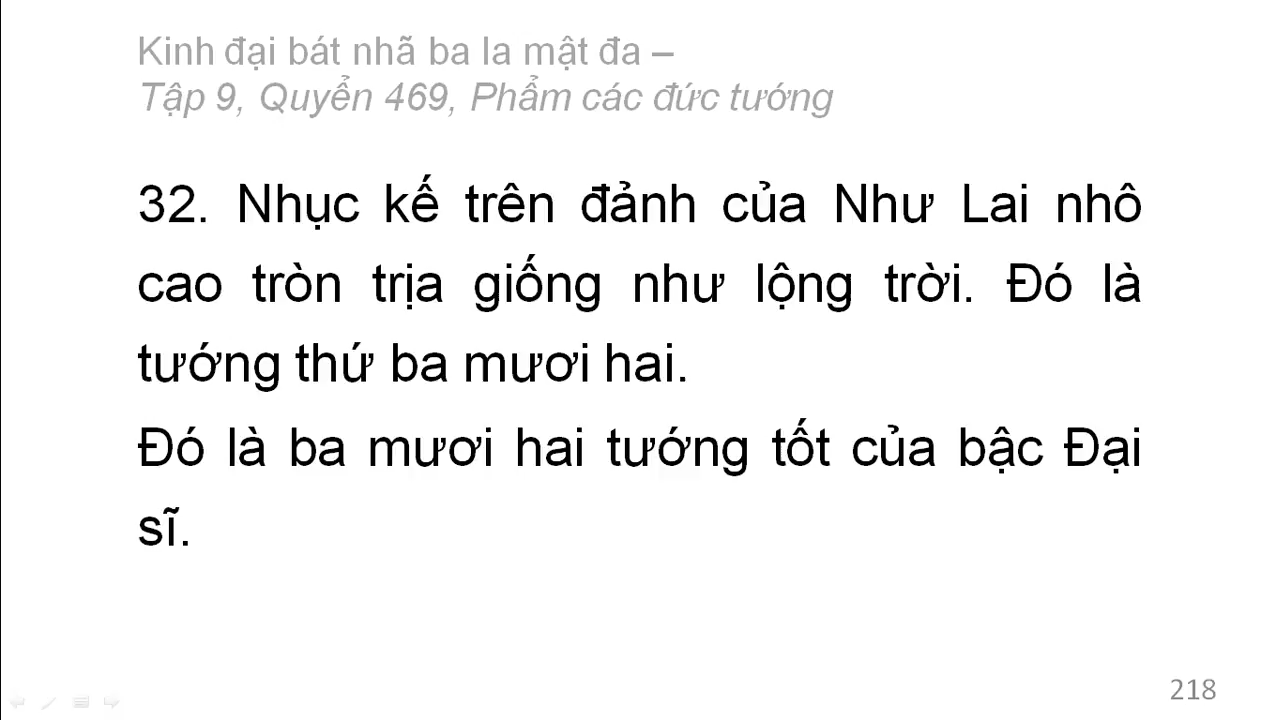 Kinh đại bát nhã ba la mật đa –
Tập 9, Quyển 469, Phẩm các đức tướng
32. Nhục kế trên đảnh của Như Lai nhô
cao tròn trịa giống như lộng trời. Đó là
tướng thứ ba mươi hai.
Đó là ba mươi hai tướng tốt của bậc Đại
sĩ.
218